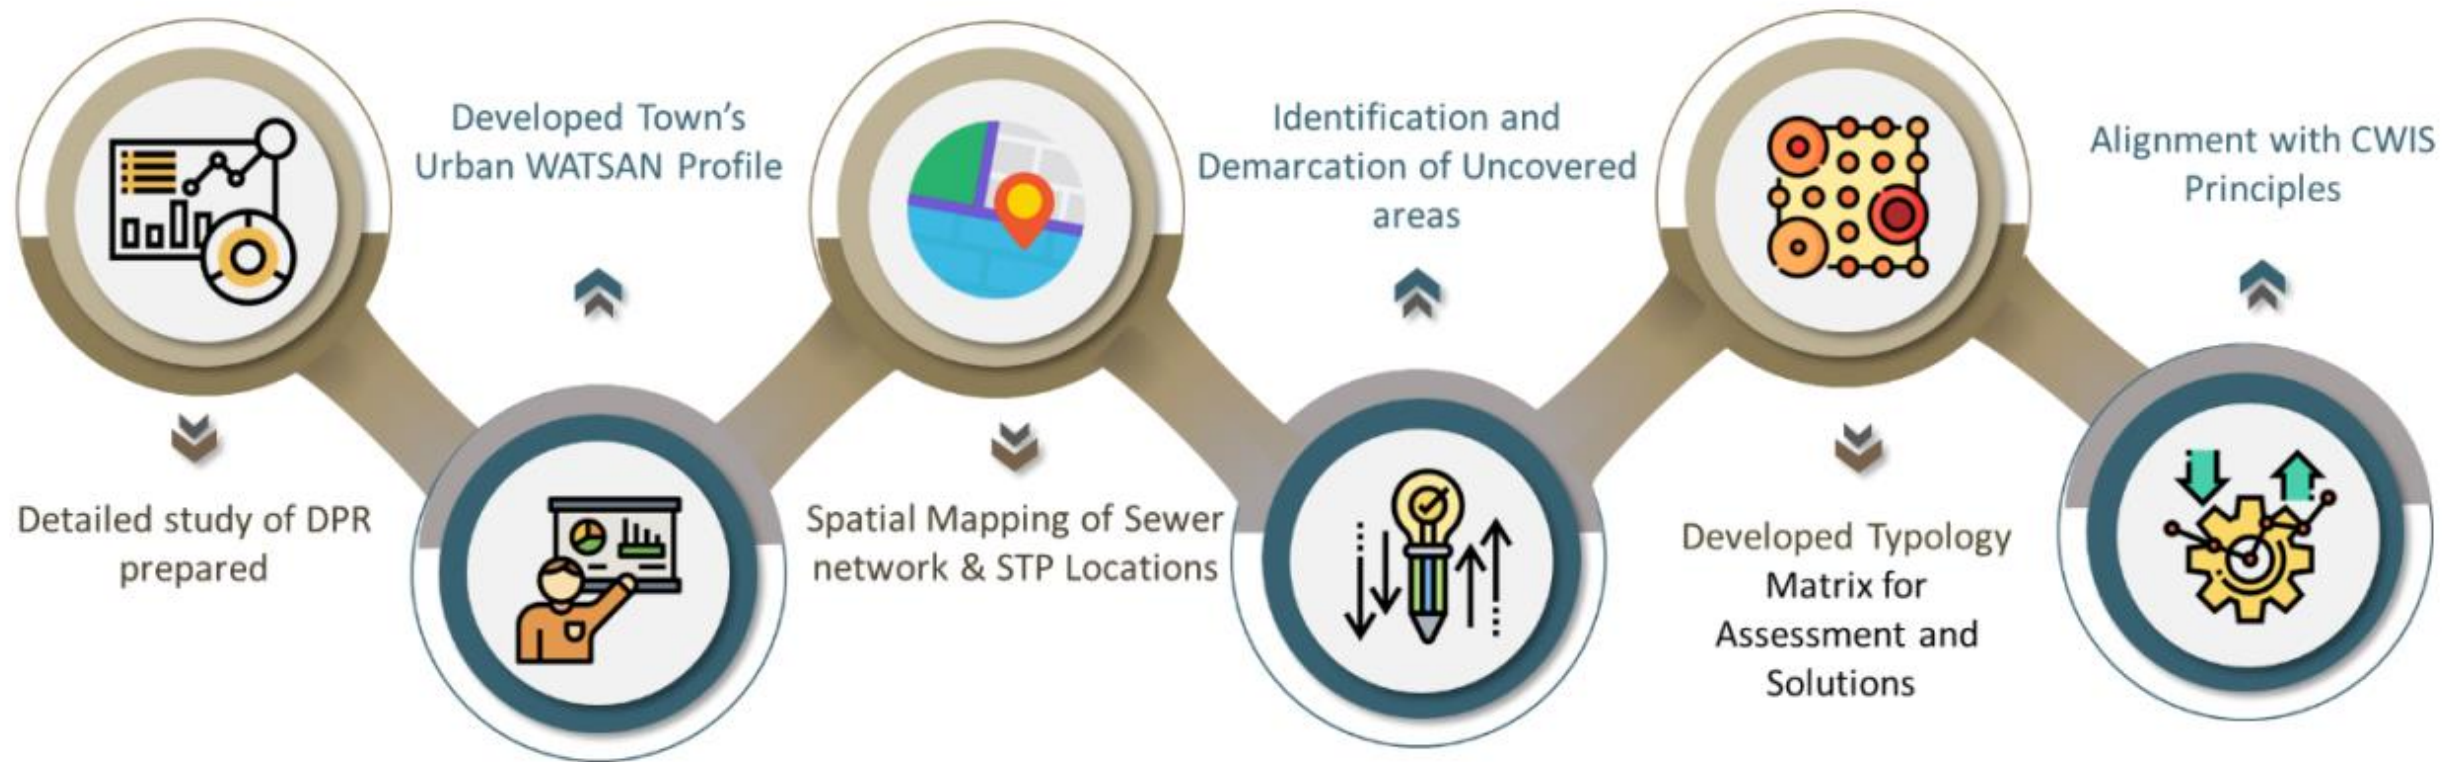 Detailed study of DPR
prepared
Developed Town's
Urban WATSAN Profile
Spatial Mapping of Sewer
network & STP Locations
Identification and
Demarcation of Uncovered
areas
Developed Typology
Matrix for
Assessment and
Solutions
Alignment with CWIS
Principles